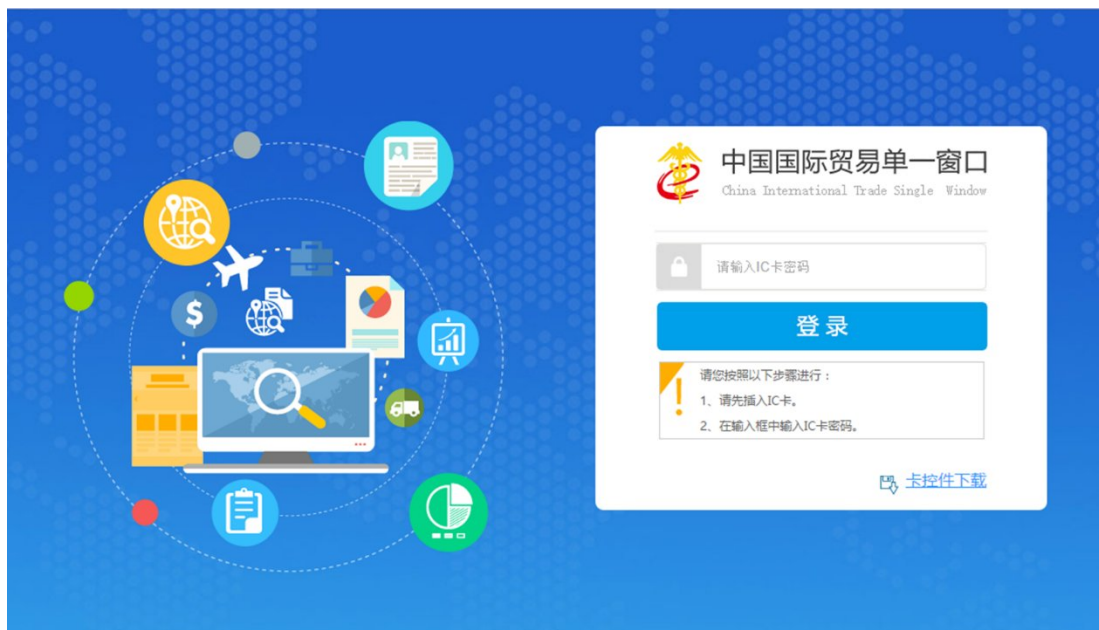 中国国际贸易单一窗口
China International Trade Single Window
请输入IC卡密码
登录
请您按照以下步骤进行：
1、请先插入IC卡。
2、在输入框中输入IC卡密码。
卡控件下载
$
!